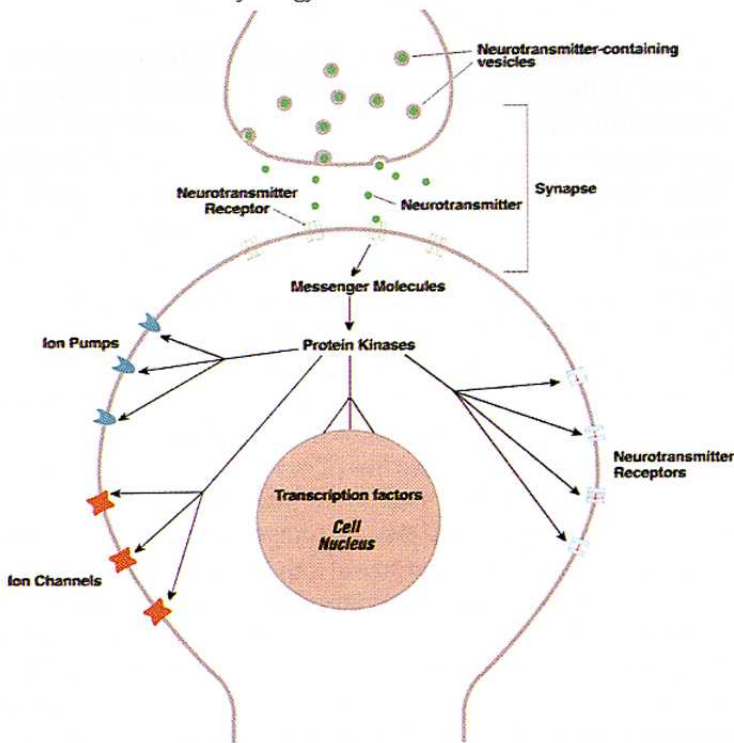 Neurotransmitter-containing
vesicles
Synapse
Neurotransmitter
Receptor
Neurotransmitter
Messenger Molecules
Ion Pumps
Protein Kinases
Neurotransmitter
Receptors
Transcription factors
Cell
Nucleus
Ion Channels